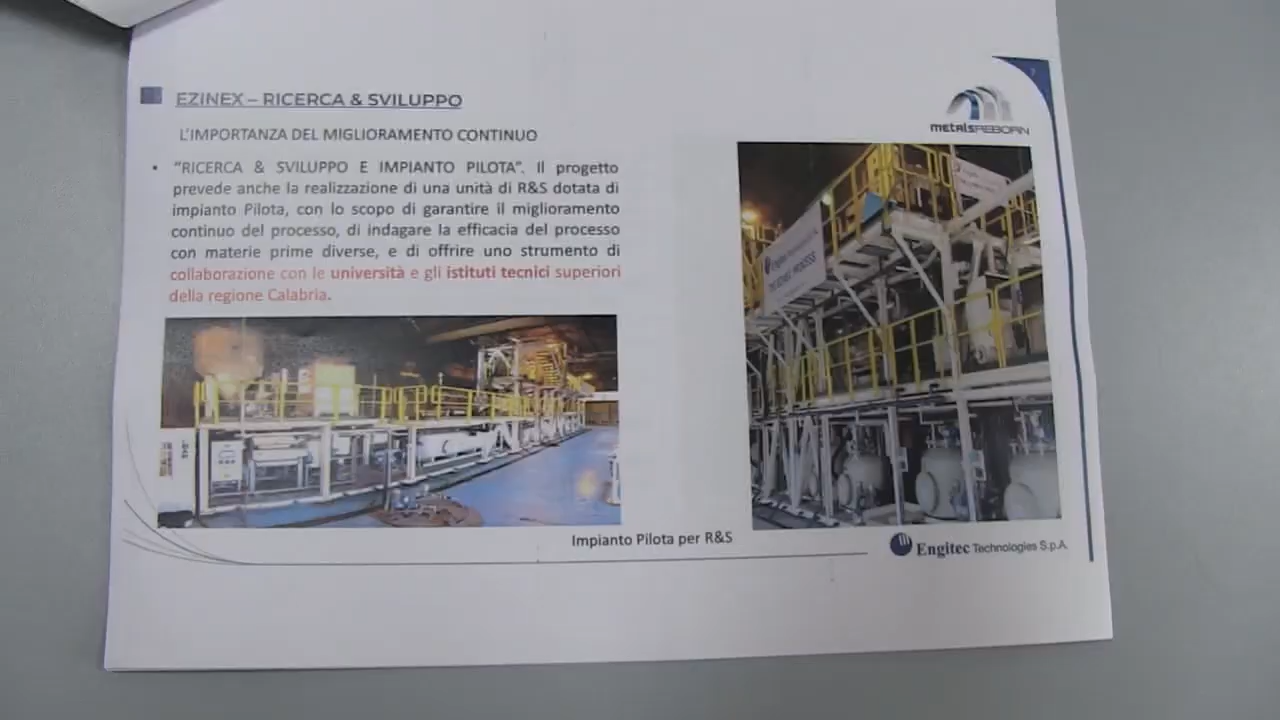 7
EZINEX – RICERCA & SVILUPPO
metalsREBORN
L'IMPORTANZA DEL MIGLIORAMENTO CONTINUO
• "RICERCA & SVILUPPO E IMPIANTO PILOTA". Il progetto
prevede anche la realizzazione di una unità di R&S dotata di
impianto Pilota, con lo scopo di garantire il miglioramento
continuo del processo, di indagare la efficacia del processo
con materie prime diverse, e di offrire uno strumento di
collaborazione con le università e gli istituti tecnici superiori
della regione Calabria.
Engitec
Impianto Pilota per R&S
Engitec Technologies S.p.A.